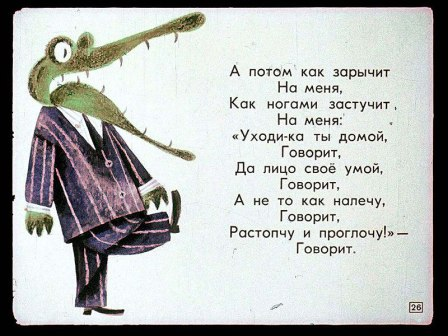 А потом как зарычит
На меня,
Как ногами застучит,
На меня:
«Уходи-ка ты домой,
Говорит,
Да лицо своё умой,
Говорит,
А не то как налечу,
Говорит,
Растопчу и проглочу!»—
Говорит.
26